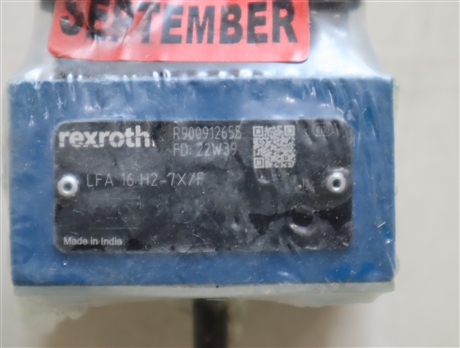 SEPTEMBER
rexroth
R900912658
FD 22W39
LFA 16 H2-7X/F
Made in India